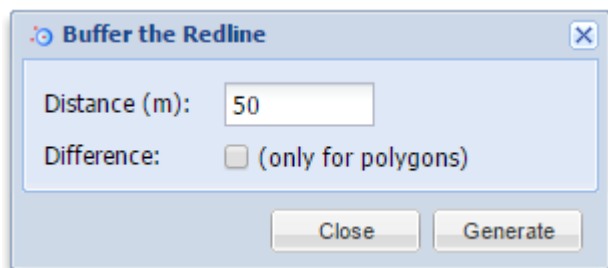 Buffer the Redline
Distance (m): 50
Difference: (only for polygons)
Close Generate